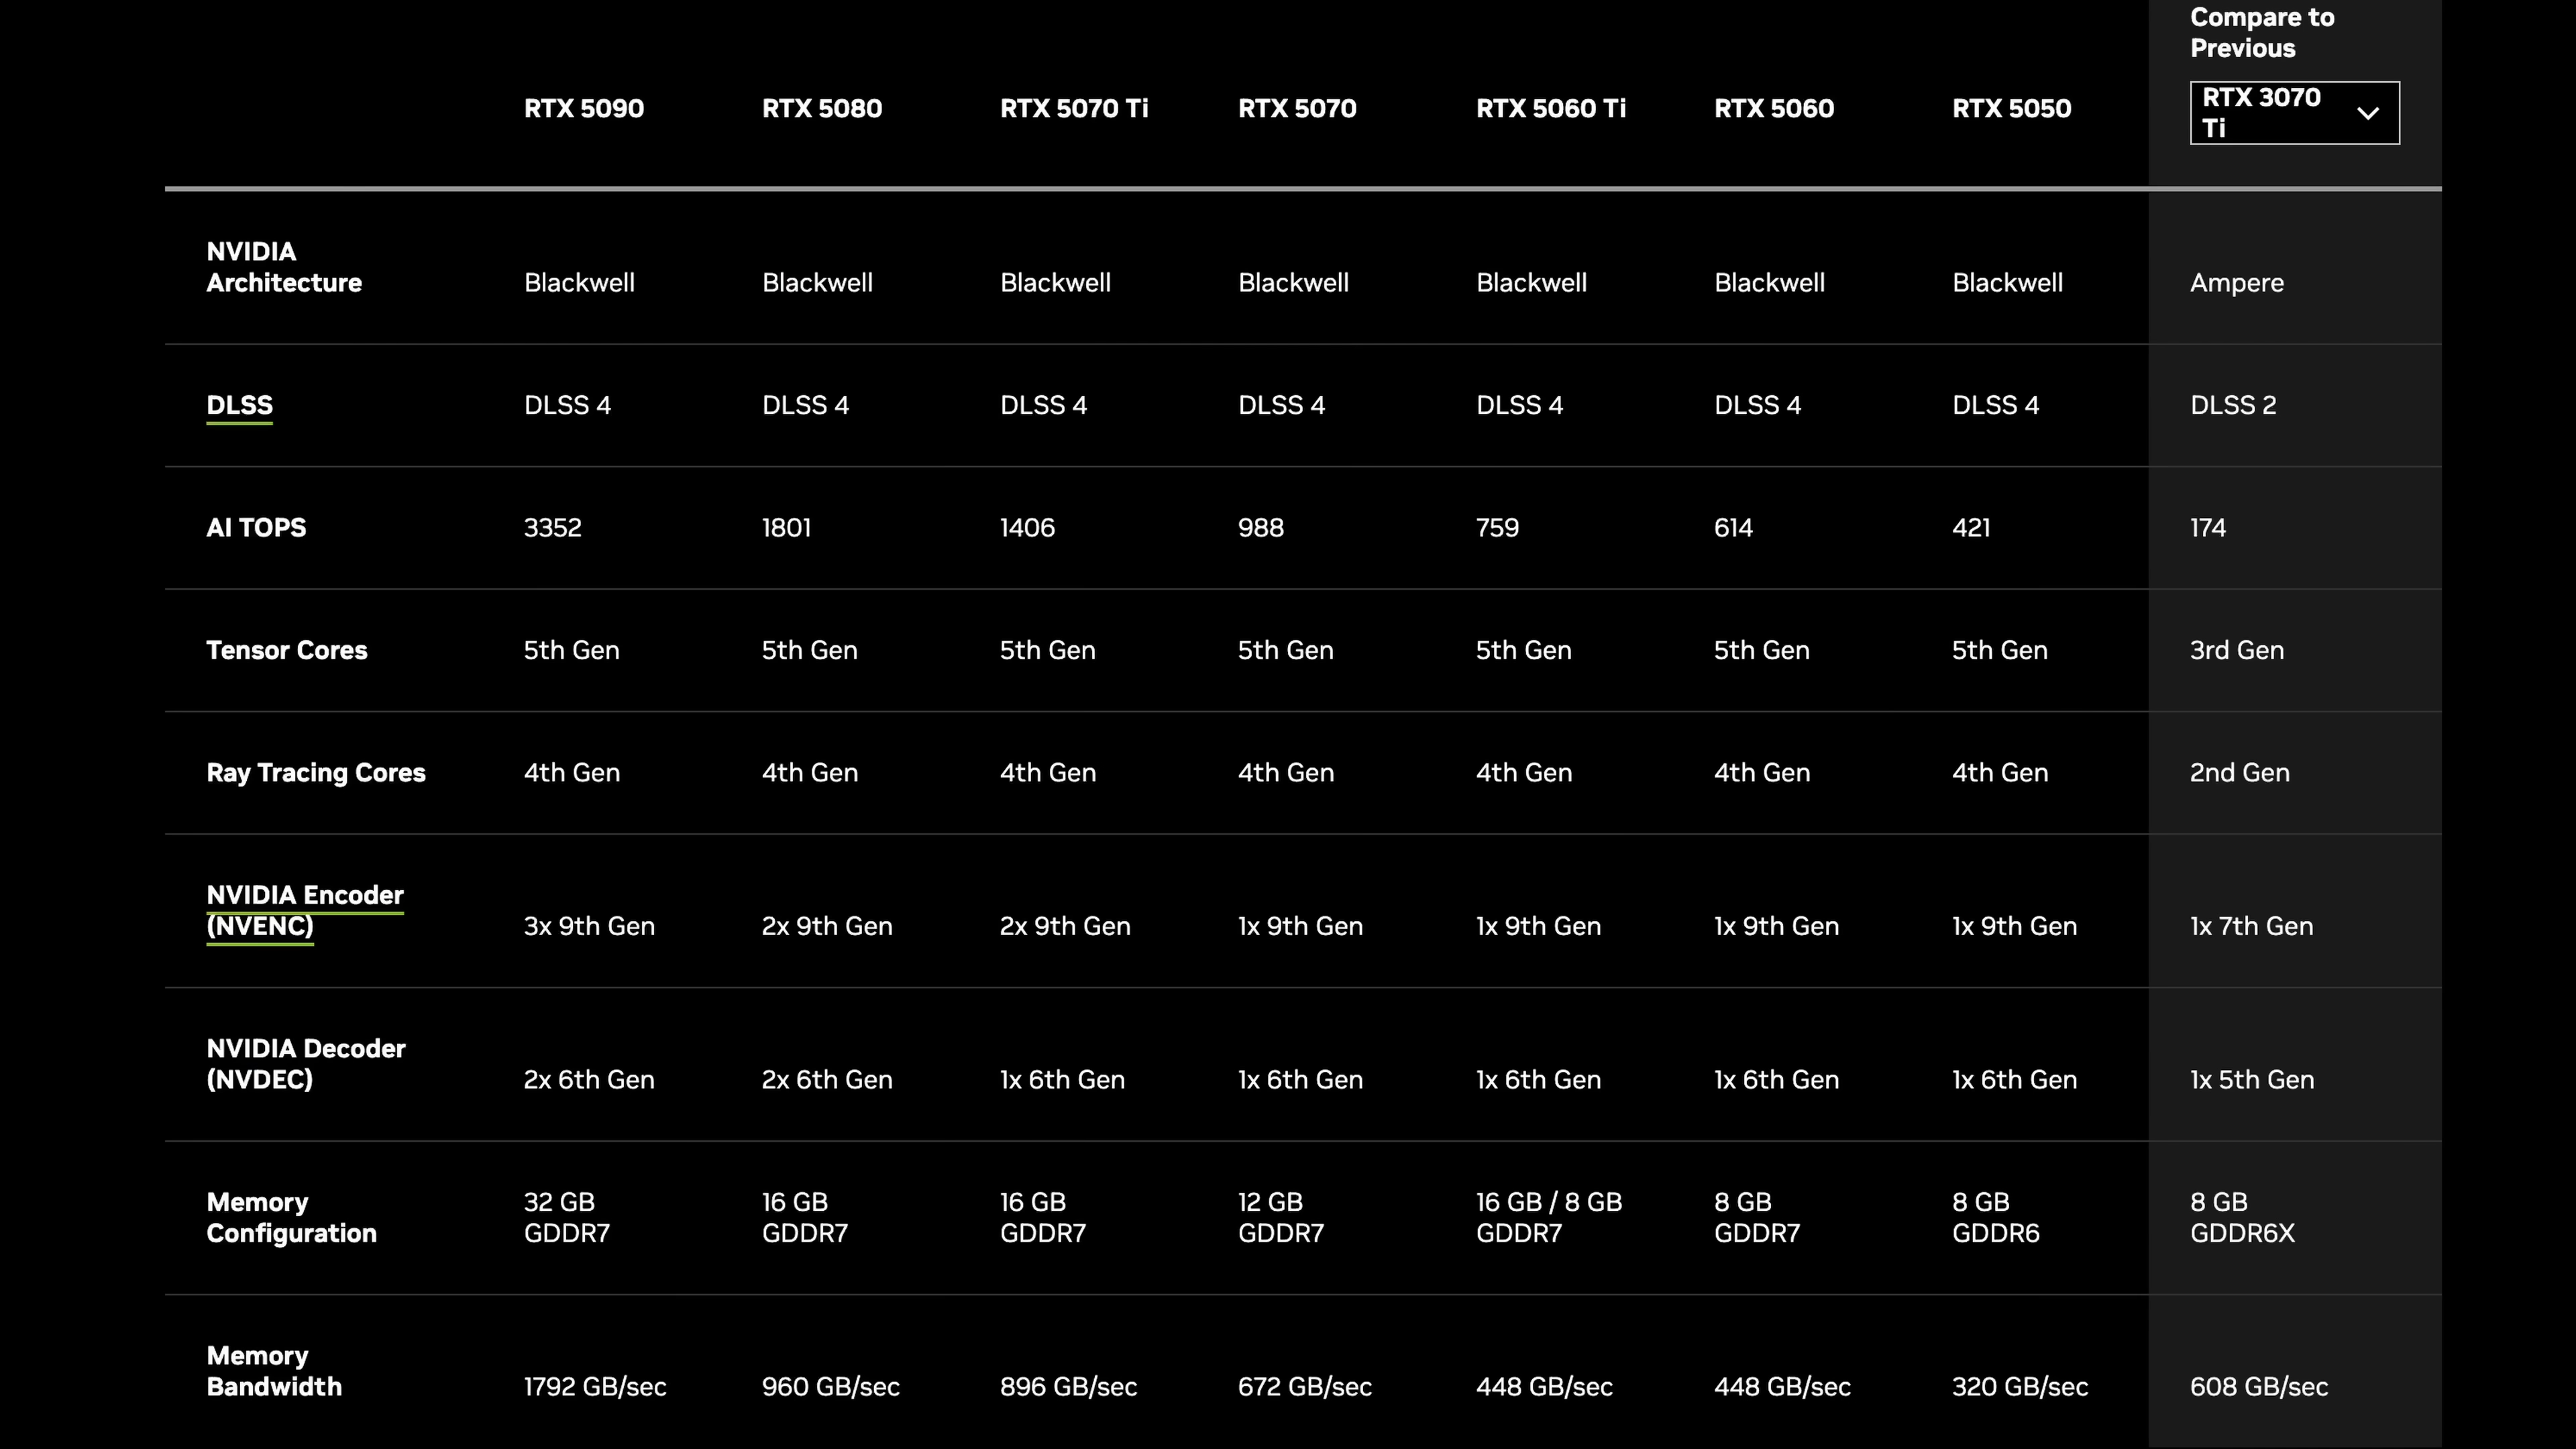 Compare to
Previous
RTX 5090 RTX 5080 RTX 5070 Ti RTX 5070 RTX 5060 Ti RTX 5060 RTX 5050 RTX 3070
Ti
NVIDIA
Architecture Blackwell Blackwell Blackwell Blackwell Blackwell Blackwell Blackwell Ampere
DLSS DLSS 4 DLSS 4 DLSS 4 DLSS 4 DLSS 4 DLSS 4 DLSS 4 DLSS 2
AI TOPS 3352 1801 1406 988 759 614 421 174
Tensor Cores 5th Gen 5th Gen 5th Gen 5th Gen 5th Gen 5th Gen 5th Gen 3rd Gen
Ray Tracing Cores 4th Gen 4th Gen 4th Gen 4th Gen 4th Gen 4th Gen 4th Gen 2nd Gen
NVIDIA Encoder
(NVENC) 3x 9th Gen 2x 9th Gen 2x 9th Gen 1x 9th Gen 1x 9th Gen 1x 9th Gen 1x 9th Gen 1x 7th Gen
NVIDIA Decoder
(NVDEC) 2x 6th Gen 2x 6th Gen 1x 6th Gen 1x 6th Gen 1x 6th Gen 1x 6th Gen 1x 6th Gen 1x 5th Gen
Memory 32 GB 16 GB 16 GB 12 GB 16 GB / 8 GB 8 GB 8 GB 8 GB
Configuration GDDR7 GDDR7 GDDR7 GDDR7 GDDR7 GDDR7 GDDR6 GDDR6X
Memory
Bandwidth 1792 GB/sec 960 GB/sec 896 GB/sec 672 GB/sec 448 GB/sec 448 GB/sec 320 GB/sec 608 GB/sec